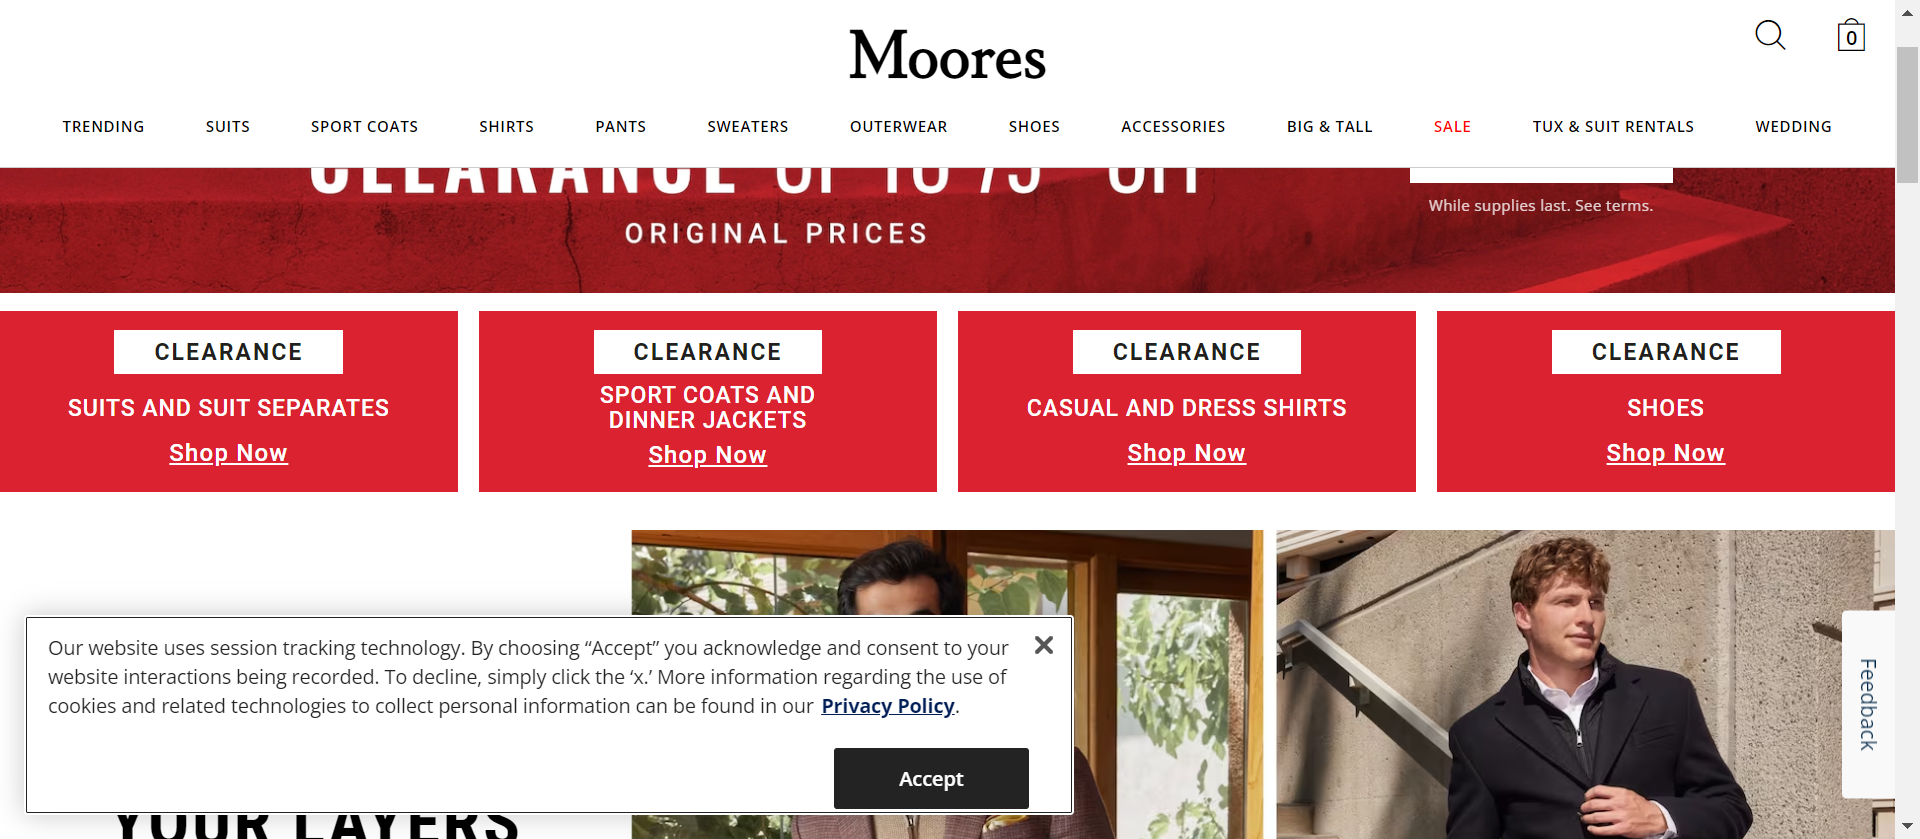 Moores
0
TRENDING SUITS SPORT COATS SHIRTS PANTS SWEATERS OUTERWEAR SHOES ACCESSORIES BIG & TALL SALE TUX & SUIT RENTALS WEDDING
CLEARANCE UP TO 75% OFF
ORIGINAL PRICES
While supplies last. See terms.
CLEARANCE
SUITS AND SUIT SEPARATES
Shop Now
CLEARANCE
SPORT COATS AND
DINNER JACKETS
Shop Now
CLEARANCE
CASUAL AND DRESS SHIRTS
Shop Now
CLEARANCE
SHOES
Shop Now
Our website uses session tracking technology. By choosing “Accept” you acknowledge and consent to your
website interactions being recorded. To decline, simply click the ‘x.’ More information regarding the use of
cookies and related technologies to collect personal information can be found in our Privacy Policy.
Accept
YOUR LAYERS
Feedback